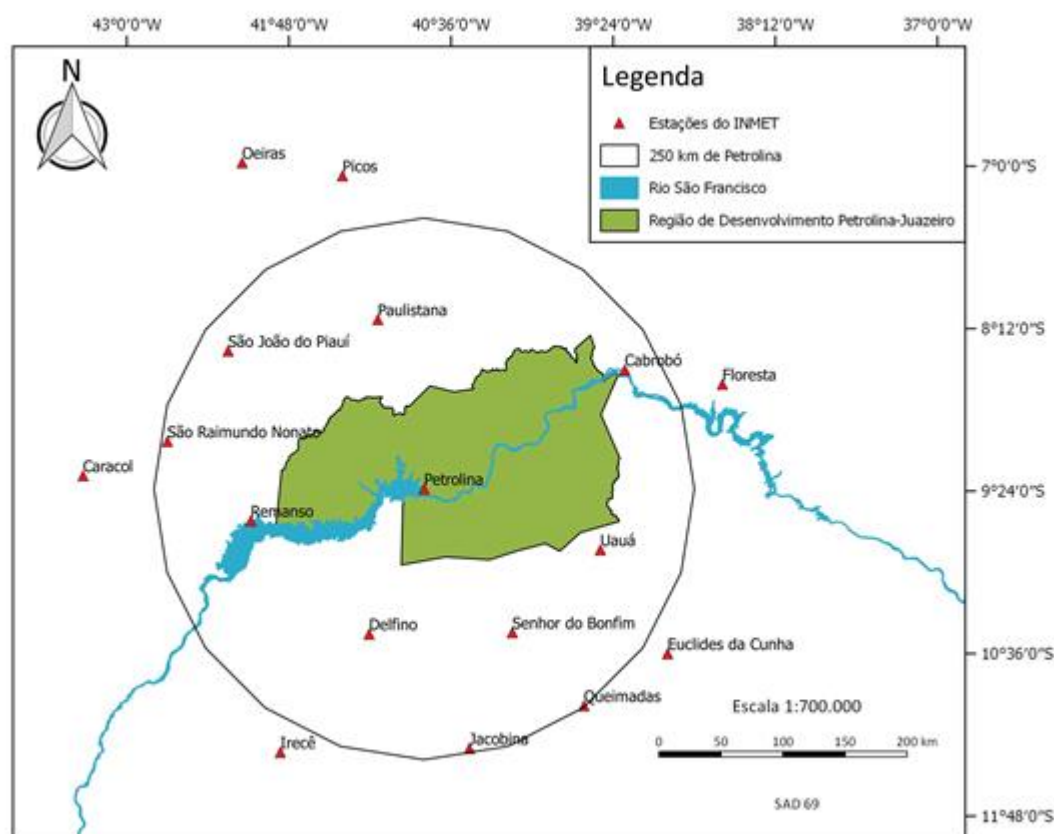 43°0′0″W 41°48′0″W 40°36′0″W 39°24′0″W 38°12′0″W 37°0′0″W
N
Legenda
Estações do INMET
250 km de Petrolina
Rio São Francisco
Região de Desenvolvimento Petrolina-Juazeiro
Oeiras
Picos
7°0′0″S
Paulistana
São João do Piauí
8°12′0″S
Cabrobó
Floresta
São Raimundo Nonato
Caracol
Petrolina
9°24′0″S
Remanso
Uauá
Delfino
Senhor do Bonfim
Euclides da Cunha
10°36′0″S
Queimadas
Escala 1:700.000
Irecê
Jacobina
0 50 100 150 200 km
SAD 69
11°48′0″S